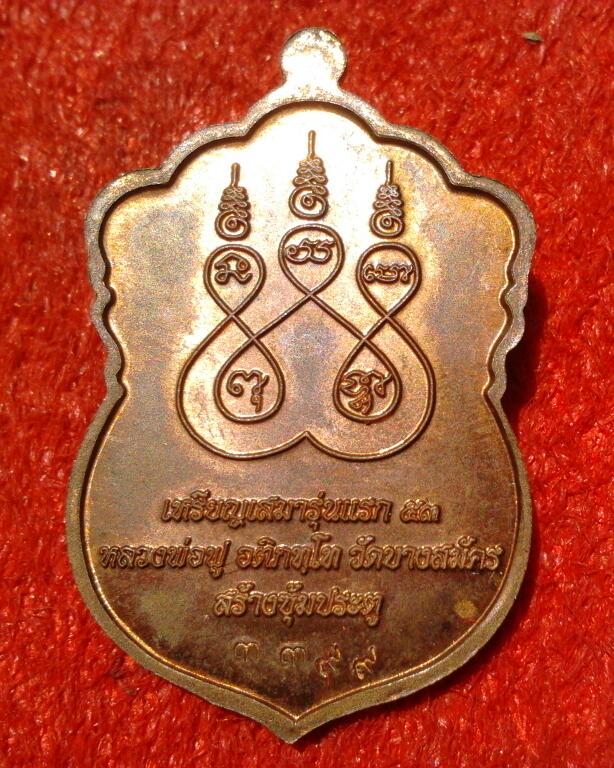 เหรียญเสมารุ่นแรก ๕๓
หลวงพ่อฟู อติภทฺโท วัดบางสมัคร
สร้างซุ้มประตู
๓๓๙๙